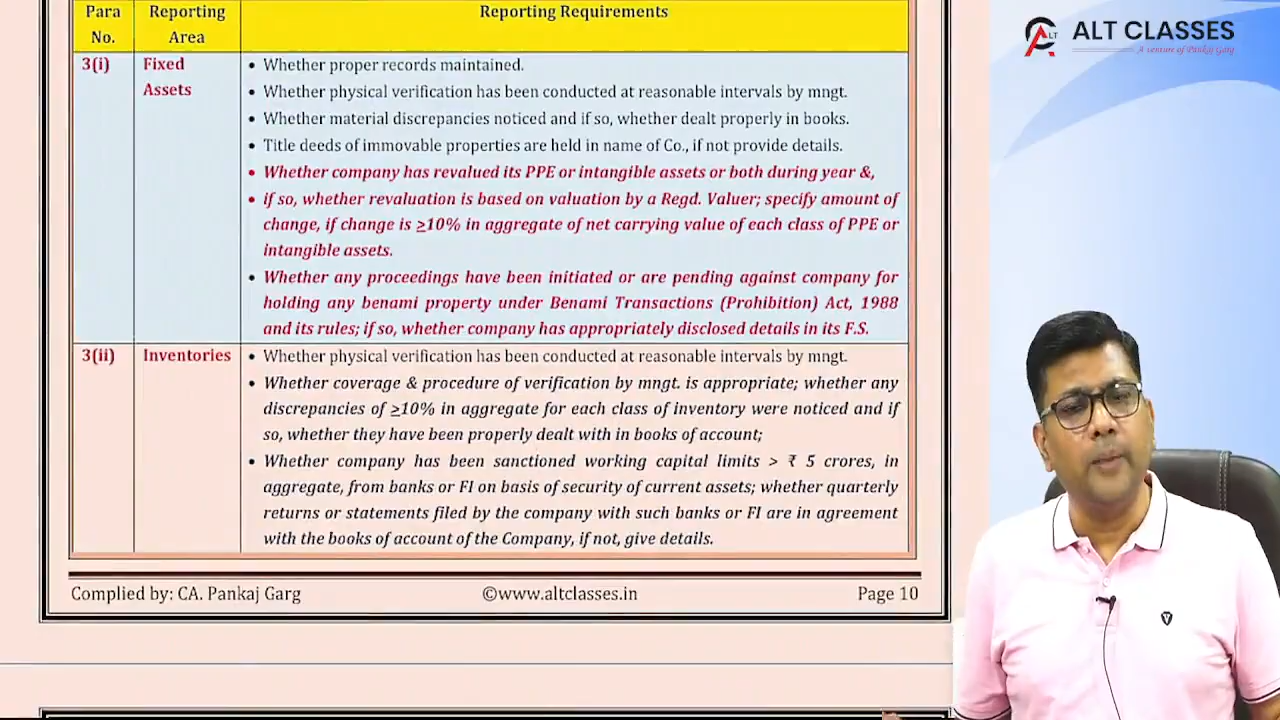 Para Reporting Reporting Requirements
No. Area
3(i) Fixed • Whether proper records maintained.
Assets • Whether physical verification has been conducted at reasonable intervals by mngt.
• Whether material discrepancies noticed and if so, whether dealt properly in books.
• Title deeds of immovable properties are held in name of Co., if not provide details.
• Whether company has revalued its PPE or intangible assets or both during year &,
• if so, whether revaluation is based on valuation by a Regd. Valuer; specify amount of
change, if change is ≥10% in aggregate of net carrying value of each class of PPE or
intangible assets.
• Whether any proceedings have been initiated or are pending against company for
holding any benami property under Benami Transactions (Prohibition) Act, 1988
and its rules; if so, whether company has appropriately disclosed details in its F.S.
3(ii) Inventories • Whether physical verification has been conducted at reasonable intervals by mngt.
• Whether coverage & procedure of verification by mngt. is appropriate; whether any
discrepancies of ≥10% in aggregate for each class of inventory were noticed and if
so, whether they have been properly dealt with in books of account;
• Whether company has been sanctioned working capital limits > ₹ 5 crores, in
aggregate, from banks or FI on basis of security of current assets; whether quarterly
returns or statements filed by the company with such banks or FI are in agreement
with the books of account of the Company, if not, give details.
Complied by: CA. Pankaj Garg ©www.altclasses.in Page 10
ALT
ALT CLASSES
A venture of Pankaj Garg
V